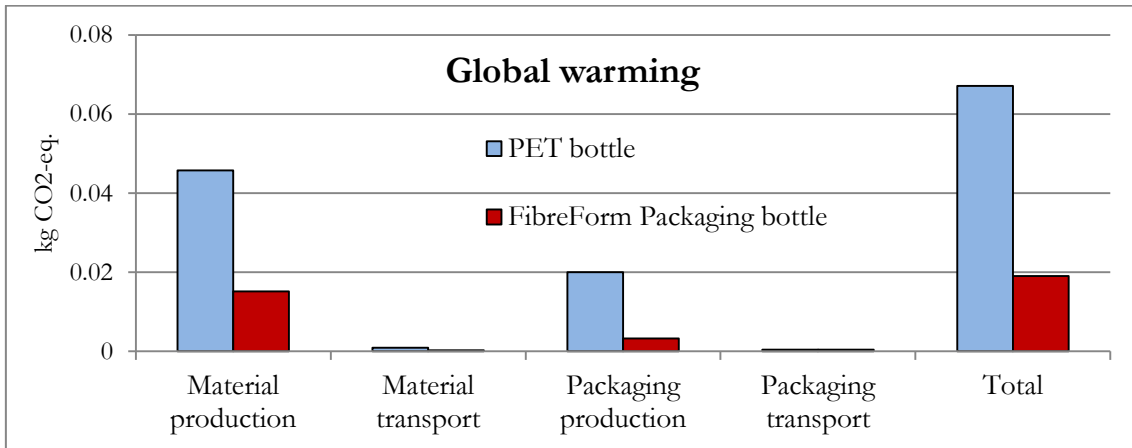 Global warming
kg CO2-eq.
0.08
0.06
0.04
0.02
0
PET bottle
FibreForm Packaging bottle
Material
production
Material
transport
Packaging
production
Packaging
transport
Total